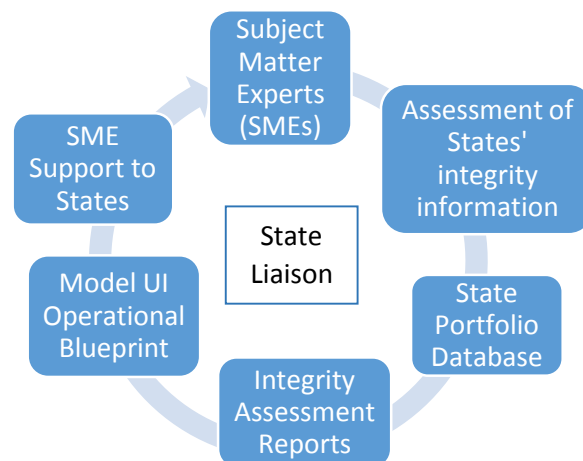 Subject
Matter
Experts
(SMEs)
Assessment of
States'
integrity
information
State
Portfolio
Database
Integrity
Assessment
Reports
Model UI
Operational
Blueprint
SME
Support to
States
State
Liaison